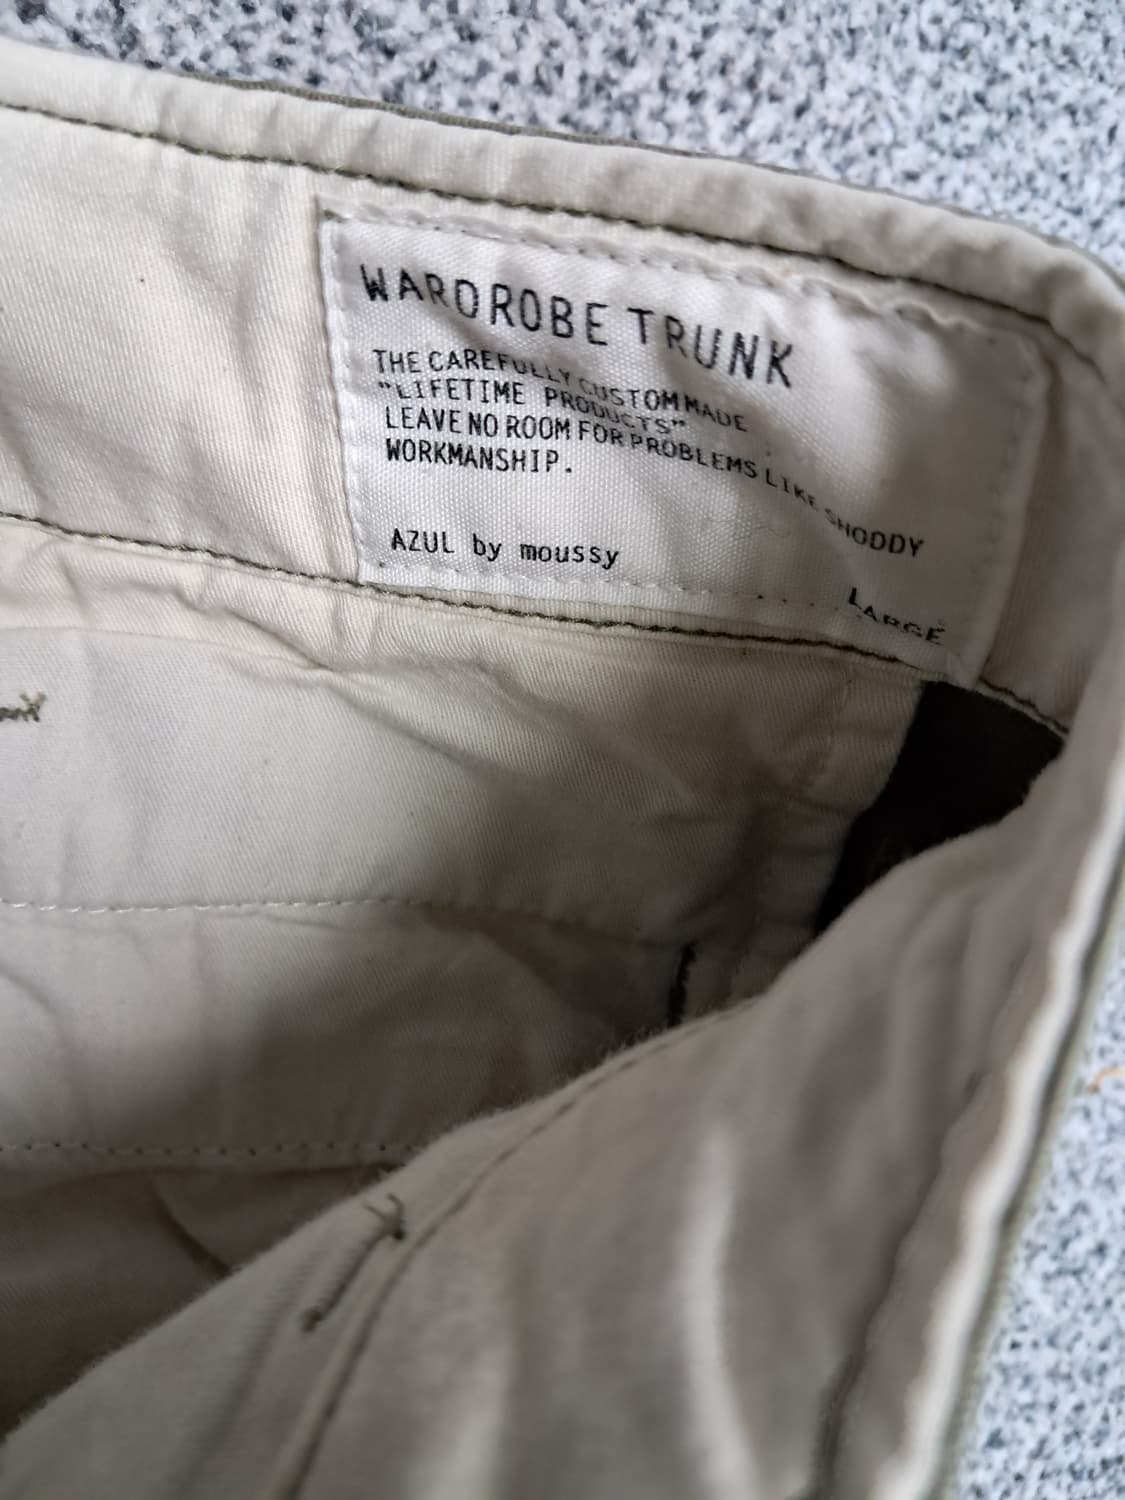 WARDROBE TRUNK
THE CAREFULLY CUSTOM MADE
"LIFETIME PRODUCTS"
LEAVE NO ROOM FOR PROBLEMS LIKE SHODDY
WORKMANSHIP.
AZUL by moussy
LARGE